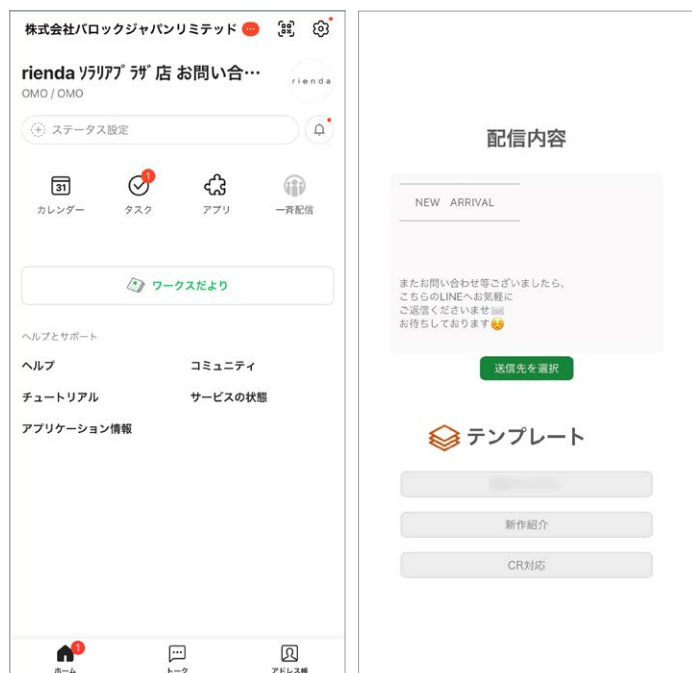 株式会社バロックジャパンリミテッド
rienda ｿﾗﾘｱﾌﾟﾗｻﾞ店 お問い合…
OMO / OMO
rienda
ステータス設定
31
1
カレンダー
タスク
アプリ
一斉配信
ワークスだより
ヘルプとサポート
ヘルプ
コミュニティ
チュートリアル
サービスの状態
アプリケーション情報
1
ホーム
トーク
アドレス帳
配信内容
NEW ARRIVAL
またお問い合わせ等ございましたら、
こちらのLINEへお気軽に
ご返信くださいませ✉️
お待ちしております☺️
送信先を選択
テンプレート
新作紹介
CR対応